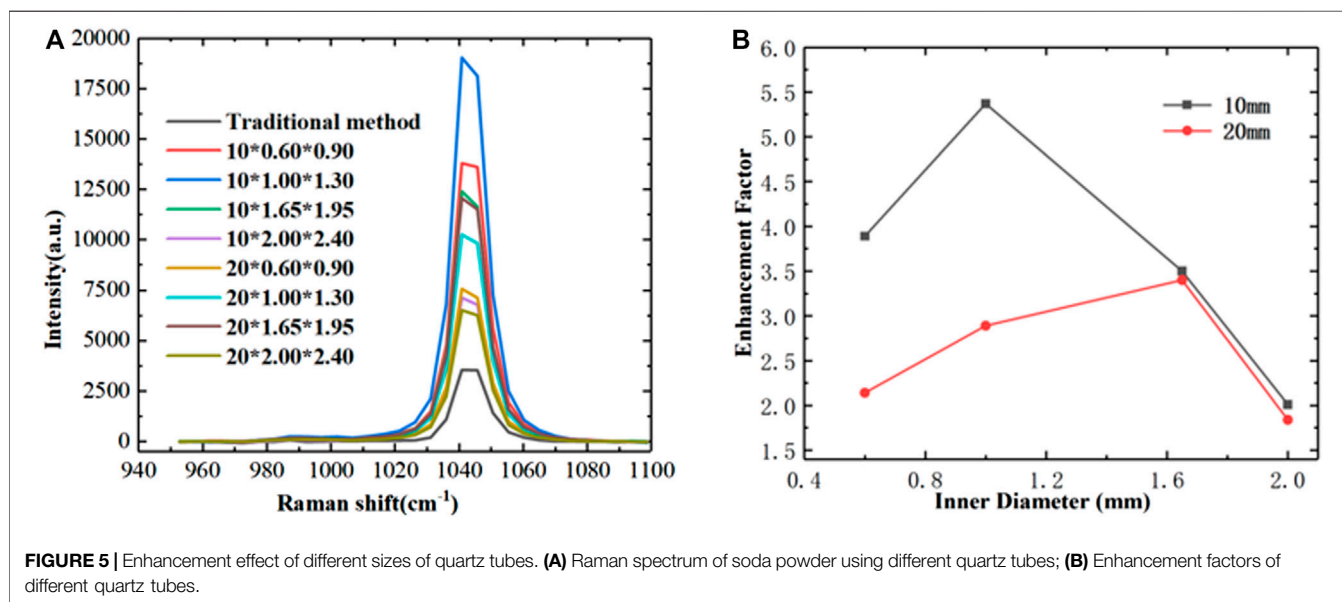 A
20000
17500
15000
12500
10000
7500
5000
2500
0
Intensity(a.u.)
Traditional method
10*0.60*0.90
10*1.00*1.30
10*1.65*1.95
10*2.00*2.40
20*0.60*0.90
20*1.00*1.30
20*1.65*1.95
20*2.00*2.40
940 960 980 1000 1020 1040 1060 1080 1100
Raman shift(cm⁻¹)
B
6.0
5.5
5.0
4.5
4.0
3.5
3.0
2.5
2.0
1.5
Enhancement Factor
10mm
20mm
0.4 0.8 1.2 1.6 2.0
Inner Diameter (mm)
FIGURE 5 | Enhancement effect of different sizes of quartz tubes. (A) Raman spectrum of soda powder using different quartz tubes; (B) Enhancement factors of
different quartz tubes.